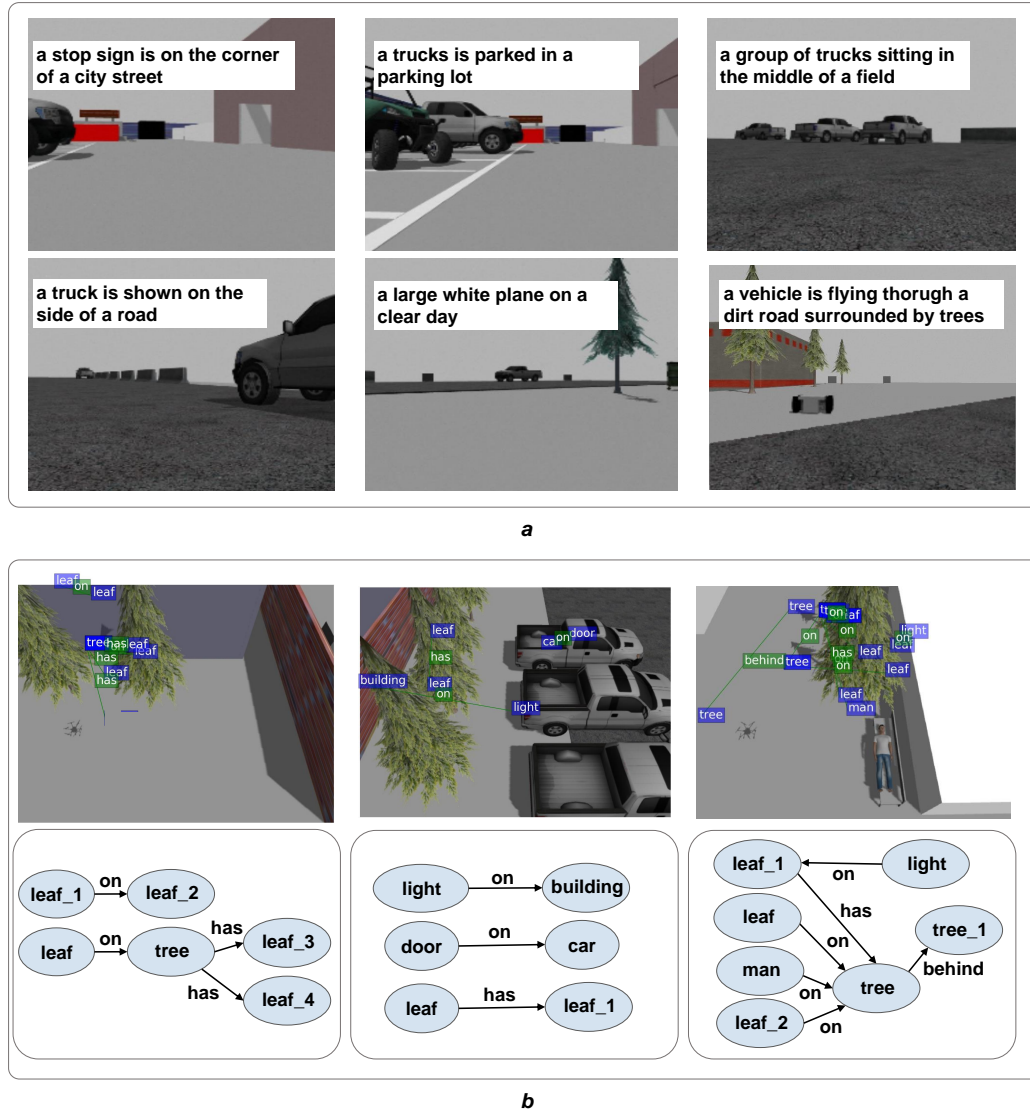 a stop sign is on the corner
of a city street
a trucks is parked in a
parking lot
a group of trucks sitting in
the middle of a field
a truck is shown on the
side of a road
a large white plane on a
clear day
a vehicle is flying thorugh a
dirt road surrounded by trees
a
leaf
on
leaf
tree
has
leaf
leaf
has
leaf
has
leaf
has
building
leaf
on
light
car
on
door
tree
leaf
on
on
behind
tree
has
on
leaf
light
on
leaf
leaf
leaf
man
tree
leaf_1
on
leaf_2
leaf
on
tree
has
leaf_3
has
leaf_4
light
on
building
door
on
car
leaf
has
leaf_1
leaf_1
on
light
leaf
has
on
tree_1
man
on
tree
behind
leaf_2
on
b